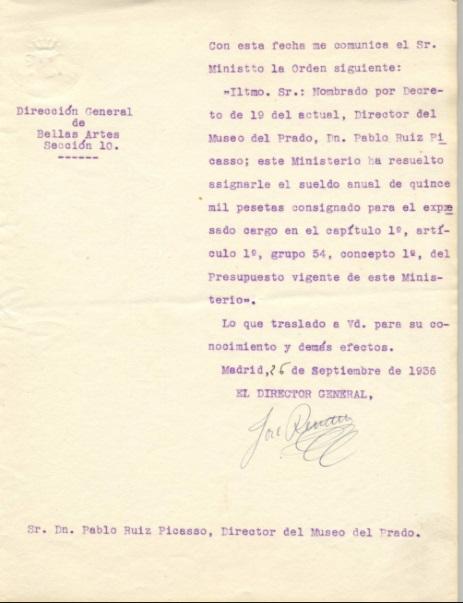 Con esta fecha me comunica el Sr.
Ministto la Orden siguiente:
"Iltmo. Sr.: Nombrado por Decre-
to de 19 del actual, Director del
Museo del Prado, Dn. Pablo Ruiz Pi
casso; este Ministerio ha resuelto
asignarle el sueldo anual de quince
mil pesetas consignado para el expre
sado cargo en el capítulo 1º, artí-
culo 1º, grupo 54, concepto 1º, del
Presupuesto vigente de este Minis-
terio".
Lo que traslado a Vd. para su co-
nocimiento y demás efectos.
Madrid, 25 de Septiembre de 1936
EL DIRECTOR GENERAL,
José Renau
Dirección General
de
Bellas Artes
Sección 10.
------
Sr. Dn. Pablo Ruiz Picasso, Director del Museo del Prado.